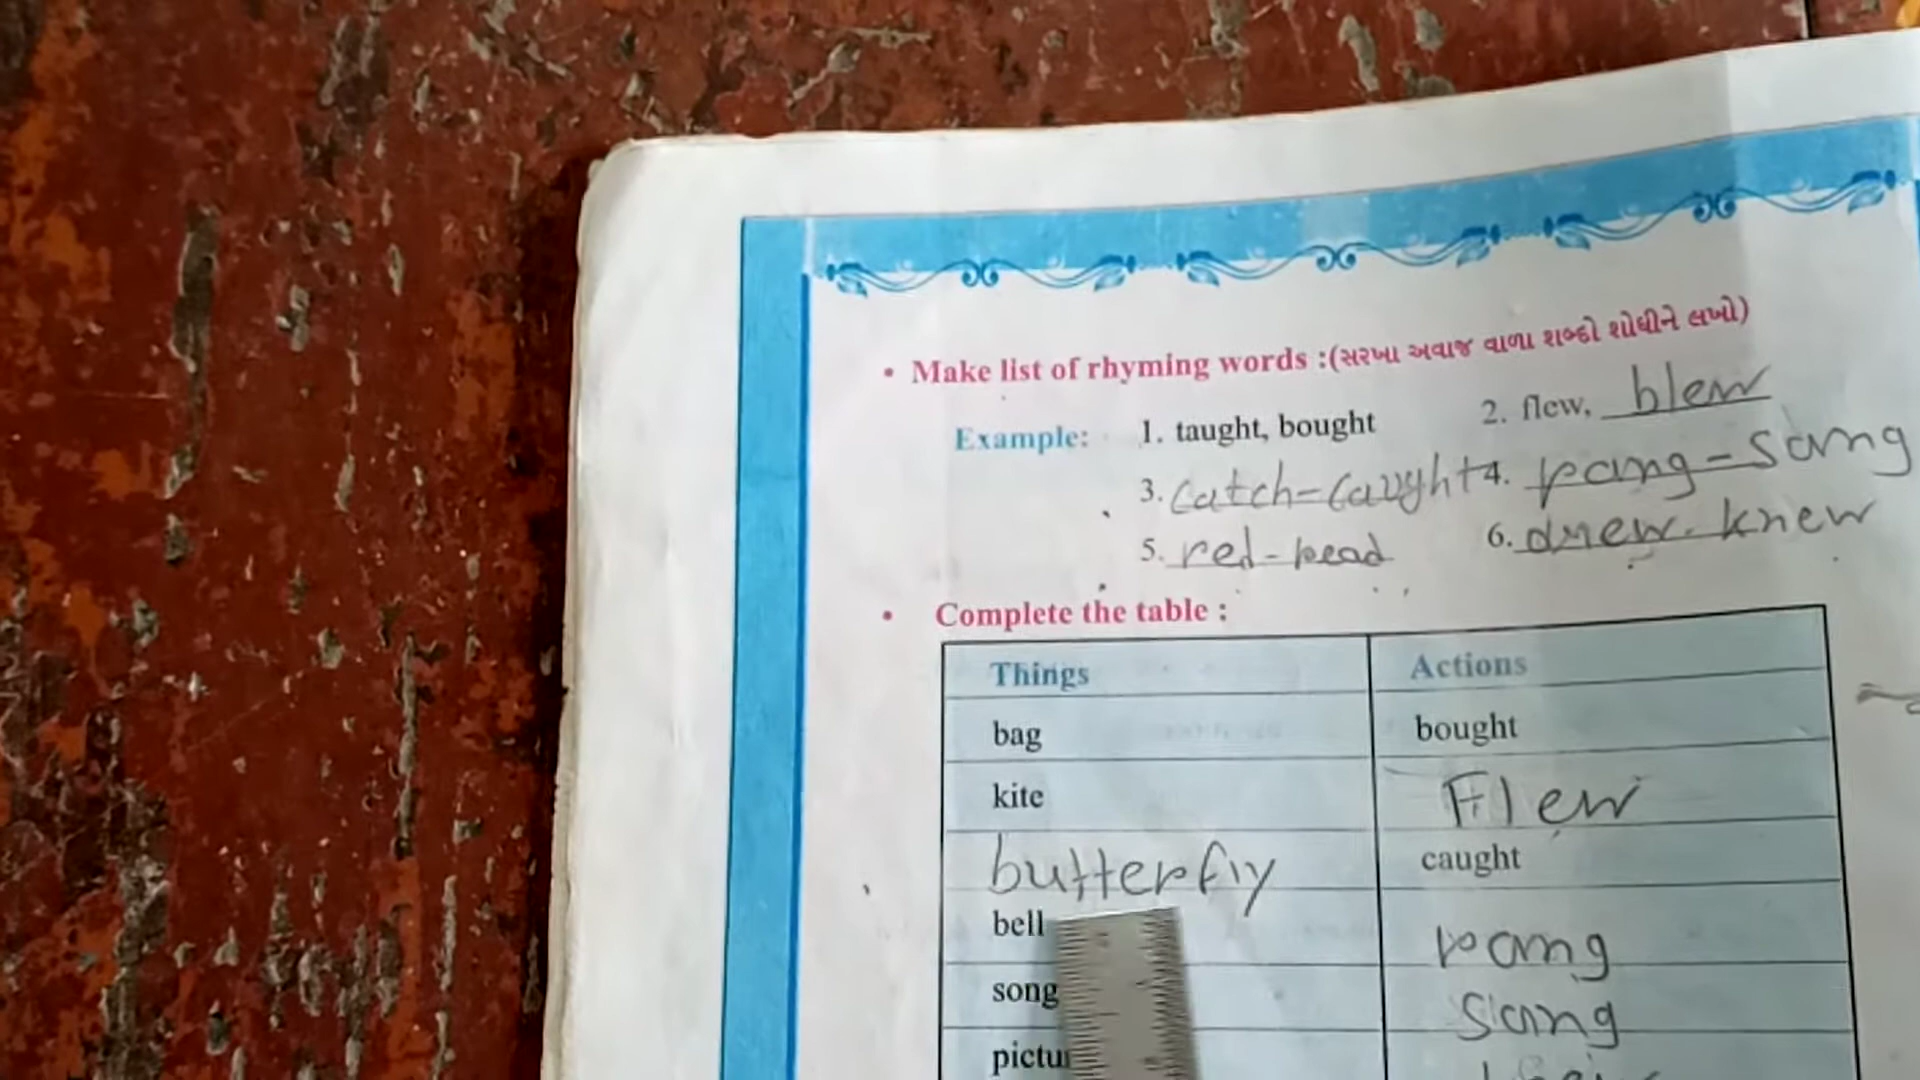 • Make list of rhyming words :(સરખા અવાજ વાળા શબ્દો શોધીને લખો)
Example: 1. taught, bought 2. flew, blew
3. catch-caught 4. rang-sang
5. red-read 6. drew-knew
• Complete the table :
Things Actions
bag bought
kite Flew
butterfly caught
bell rang
song sang